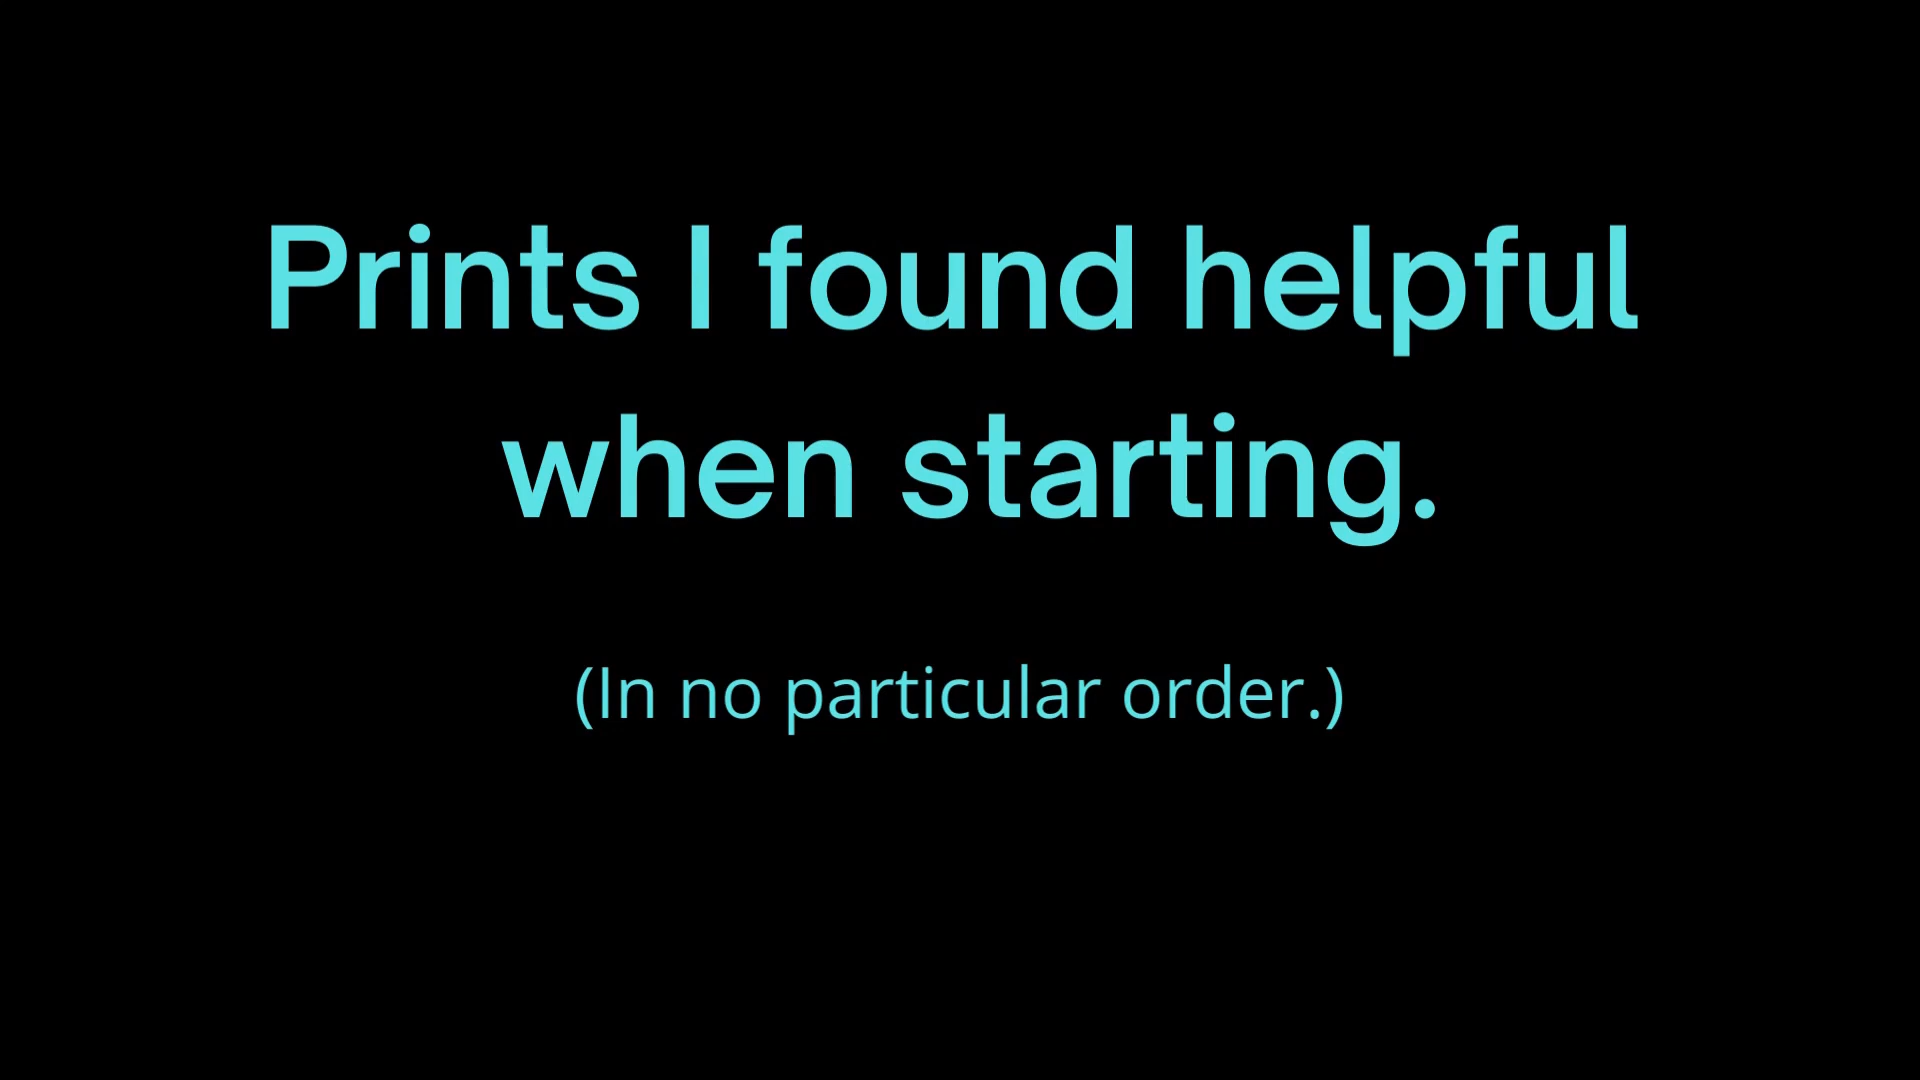 Prints I found helpful
when starting.
(In no particular order.)